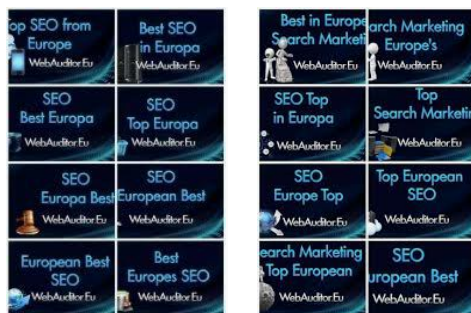 op SEO from
Europe
WebAuditor.Eu
Best SEO
in Europa
WebAuditor.Eu
SEO
Best Europa
WebAuditor.Eu
SEO
Top Europa
WebAuditor.Eu
SEO
Europa Best
WebAuditor.Eu
SEO
European Best
WebAuditor.Eu
European Best
SEO
WebAuditor.Eu
Best
Europes SEO
WebAuditor.Eu
Best in Europe
Search Marketi
WebAuditor.Eu
arch Marketing
Europe's
WebAuditor.Eu
SEO Top
in Europa
WebAuditor.Eu
Top
Search Marketin
WebAuditor.Eu
SEO
Europe Top
WebAuditor.Eu
Top European
SEO
WebAuditor.Eu
earch Marketing
Top European
WebAuditor.Eu
SEO
uropean Best
WebAuditor.Eu